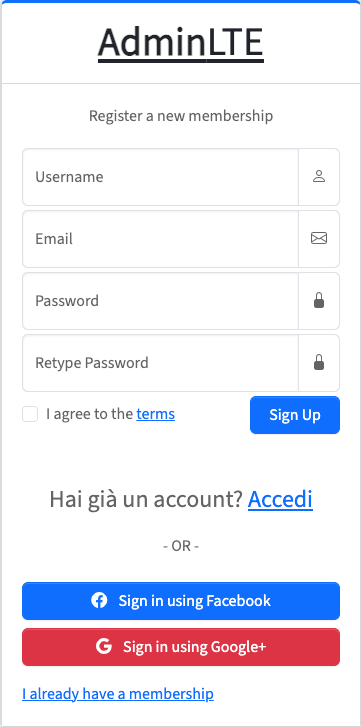 AdminLTE
Register a new membership
Username
Email
Password
Retype Password
I agree to the terms
Sign Up
Hai già un account? Accedi
- OR -
Sign in using Facebook
Sign in using Google+
I already have a membership